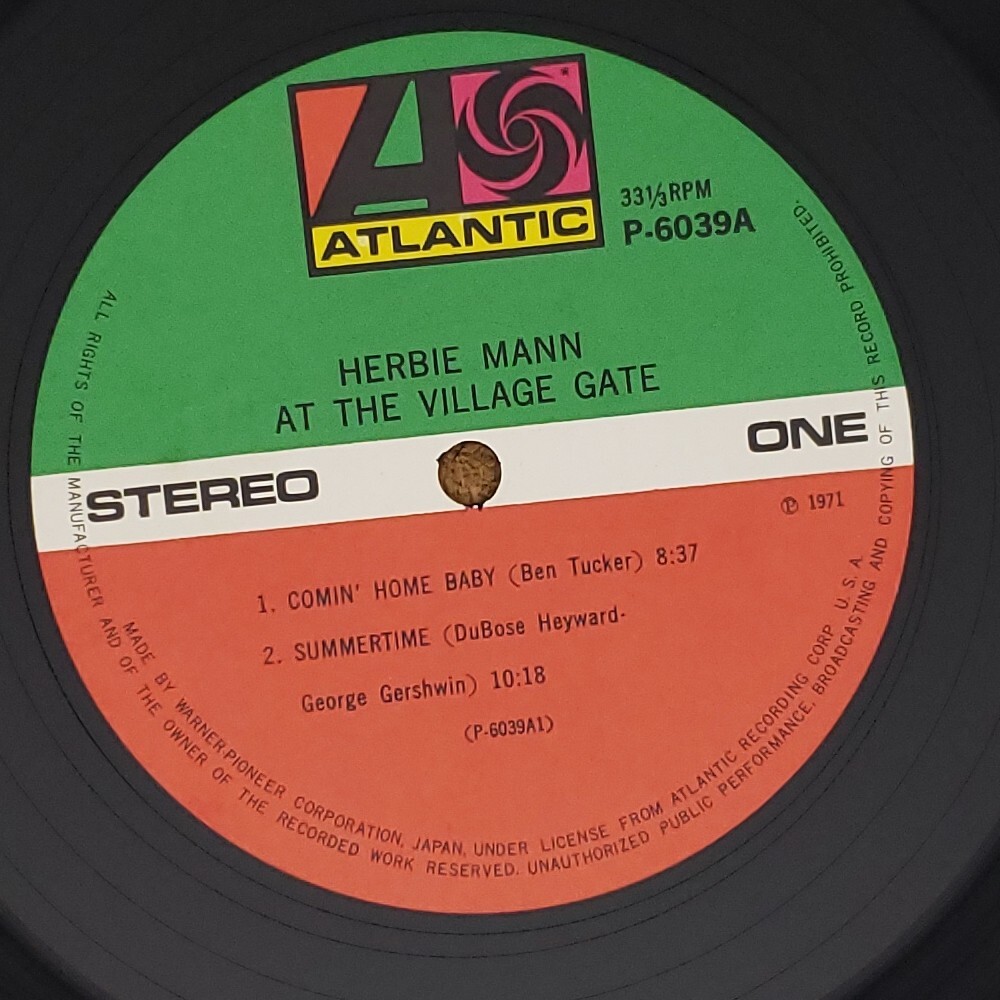 ATLANTIC
33⅓ RPM
P-6039A
HERBIE MANN
AT THE VILLAGE GATE
STEREO
ONE
Ⓟ 1971
1. COMIN' HOME BABY (Ben Tucker) 8:37
2. SUMMERTIME (DuBose Heyward-
George Gershwin) 10:18
(P-6039A1)
MADE BY WARNER-PIONEER CORPORATION, JAPAN, UNDER LICENSE FROM ATLANTIC RECORDING CORP. U. S. A.
ALL RIGHTS OF THE MANUFACTURER AND OF THE OWNER OF THE RECORDED WORK RESERVED. UNAUTHORIZED PUBLIC PERFORMANCE, BROADCASTING AND COPYING OF THIS RECORD PROHIBITED.